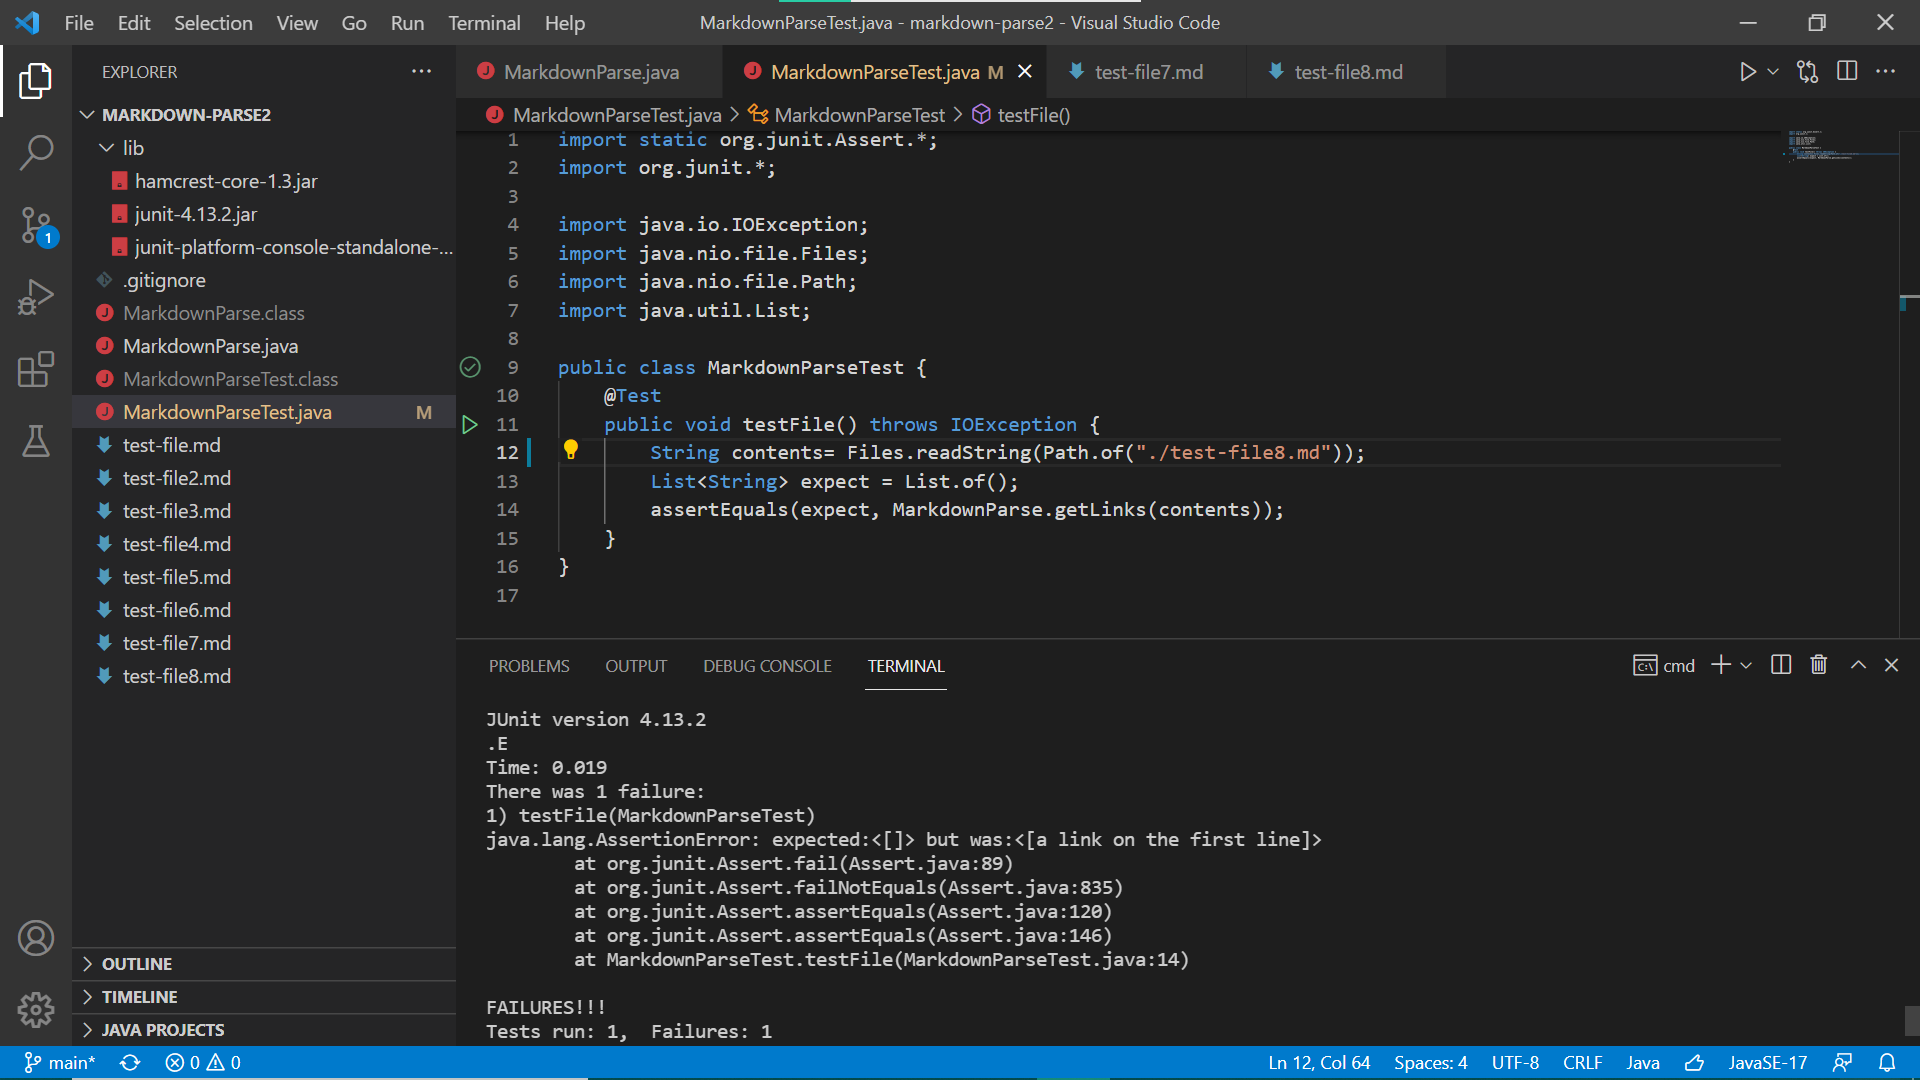 File Edit Selection View Go Run Terminal Help
MarkdownParseTest.java - markdown-parse2 - Visual Studio Code
EXPLORER
MARKDOWN-PARSE2
lib
hamcrest-core-1.3.jar
junit-4.13.2.jar
junit-platform-console-standalone-...
.gitignore
MarkdownParse.class
MarkdownParse.java
MarkdownParseTest.class
MarkdownParseTest.java M
test-file.md
test-file2.md
test-file3.md
test-file4.md
test-file5.md
test-file6.md
test-file7.md
test-file8.md
OUTLINE
TIMELINE
JAVA PROJECTS
1
MarkdownParse.java MarkdownParseTest.java M test-file7.md test-file8.md
MarkdownParseTest.java > MarkdownParseTest > testFile()
1 import static org.junit.Assert.*;
2 import org.junit.*;
3
4 import java.io.IOException;
5 import java.nio.file.Files;
6 import java.nio.file.Path;
7 import java.util.List;
8
9 public class MarkdownParseTest {
10 @Test
11 public void testFile() throws IOException {
12 String contents= Files.readString(Path.of("./test-file8.md"));
13 List<String> expect = List.of();
14 assertEquals(expect, MarkdownParse.getLinks(contents));
15 }
16 }
17
PROBLEMS OUTPUT DEBUG CONSOLE TERMINAL
cmd
JUnit version 4.13.2
.E
Time: 0.019
There was 1 failure:
1) testFile(MarkdownParseTest)
java.lang.AssertionError: expected:<[]> but was:<[a link on the first line]>
at org.junit.Assert.fail(Assert.java:89)
at org.junit.Assert.failNotEquals(Assert.java:835)
at org.junit.Assert.assertEquals(Assert.java:120)
at org.junit.Assert.assertEquals(Assert.java:146)
at MarkdownParseTest.testFile(MarkdownParseTest.java:14)
FAILURES!!!
Tests run: 1,  Failures: 1
main* 0 0 Ln 12, Col 64 Spaces: 4 UTF-8 CRLF Java JavaSE-17